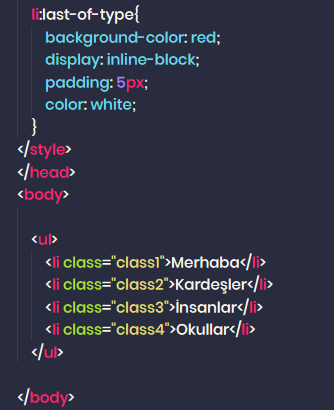 li:last-of-type{
background-color: red;
display: inline-block;
padding: 5px;
color: white;
}
</style>
</head>
<body>
<ul>
<li class="class1">Merhaba</li>
<li class="class2">Kardeşler</li>
<li class="class3">İnsanlar</li>
<li class="class4">Okullar</li>
</ul>
</body>